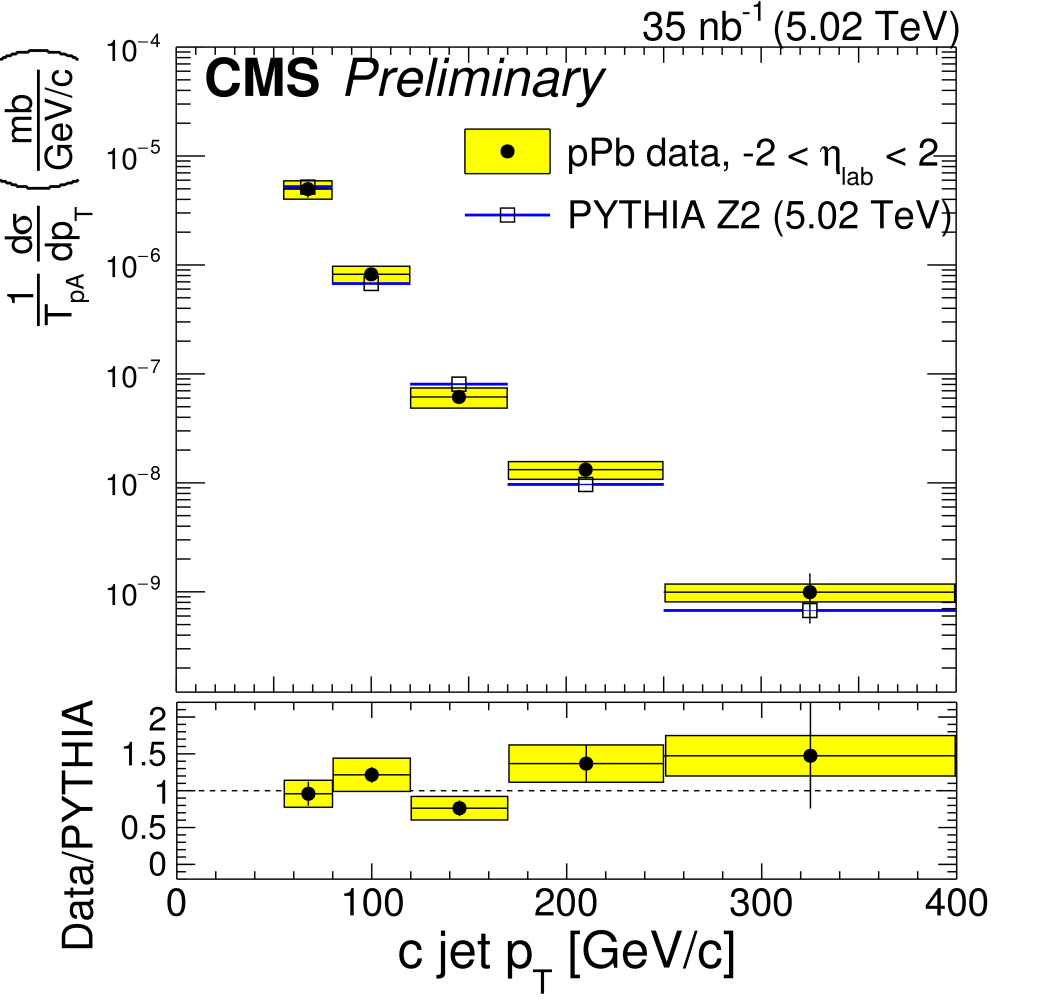 35 nb⁻¹ (5.02 TeV)
CMS Preliminary
pPb data, -2 < η_lab < 2
PYTHIA Z2 (5.02 TeV)
1/T_pA dσ/dp_T (mb/GeV/c)
10⁻⁴
10⁻⁵
10⁻⁶
10⁻⁷
10⁻⁸
10⁻⁹
Data/PYTHIA
2
1.5
1
0.5
0
0 100 200 300 400
c jet p_T [GeV/c]